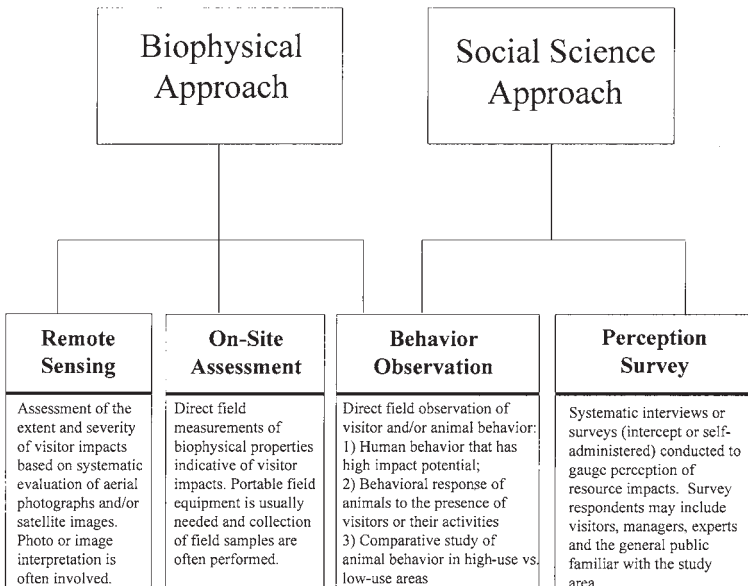 Biophysical
Approach
Social Science
Approach
Remote
Sensing
Assessment of the
extent and severity
of visitor impacts
based on systematic
evaluation of aerial
photographs and/or
satellite images.
Photo or image
interpretation is
often involved.
On-Site
Assessment
Direct field
measurements of
biophysical properties
indicative of visitor
impacts. Portable field
equipment is usually
needed and collection
of field samples are
often performed.
Behavior
Observation
Direct field observation of
visitor and/or animal behavior:
1) Human behavior that has
high impact potential;
2) Behavioral response of
animals to the presence of
visitors or their activities
3) Comparative study of
animal behavior in high-use vs.
low-use areas
Perception
Survey
Systematic interviews or
surveys (intercept or self-
administered) conducted to
gauge perception of
resource impacts. Survey
respondents may include
visitors, managers, experts
and the general public
familiar with the study
area